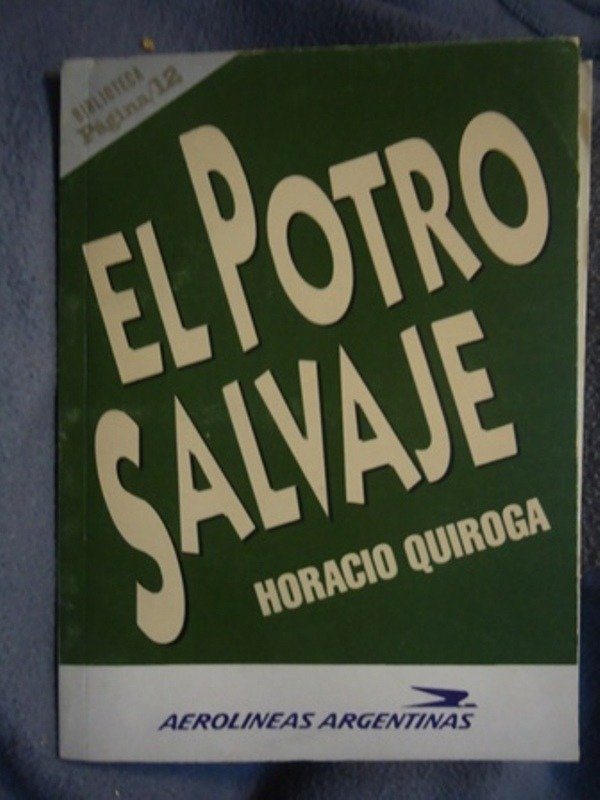 BIBLIOTECA
Página/12
EL POTRO
SALVAJE
HORACIO QUIROGA
AEROLINEAS ARGENTINAS